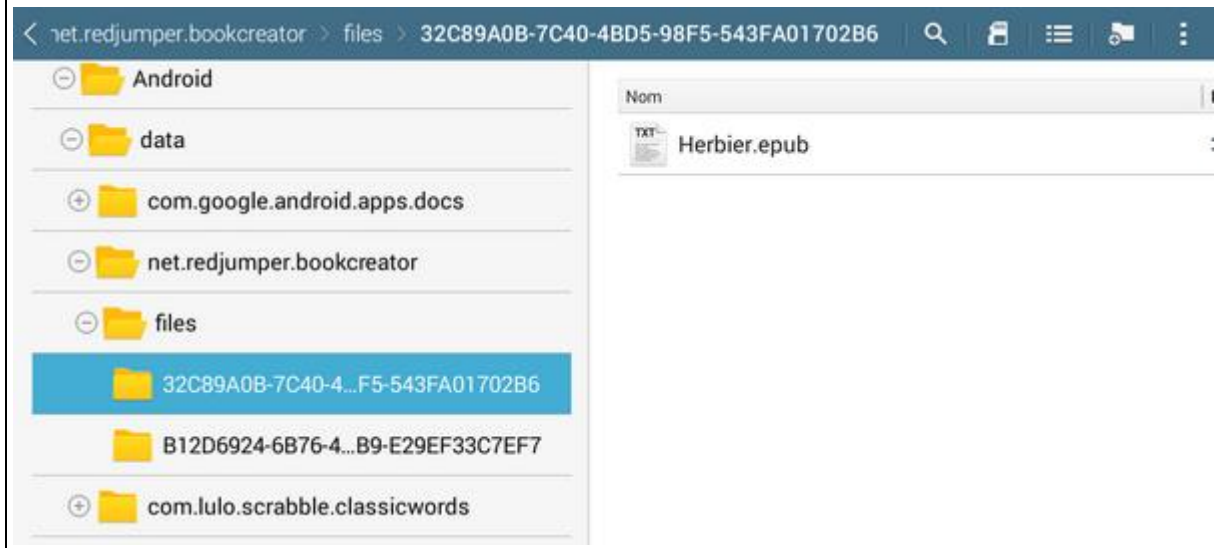 net.redjumper.bookcreator > files > 32C89A0B-7C40-4BD5-98F5-543FA01702B6
Android
data
com.google.android.apps.docs
net.redjumper.bookcreator
files
32C89A0B-7C40-4...F5-543FA01702B6
B12D6924-6B76-4...B9-E29EF33C7EF7
com.lulo.scrabble.classicwords
Nom
TXT Herbier.epub